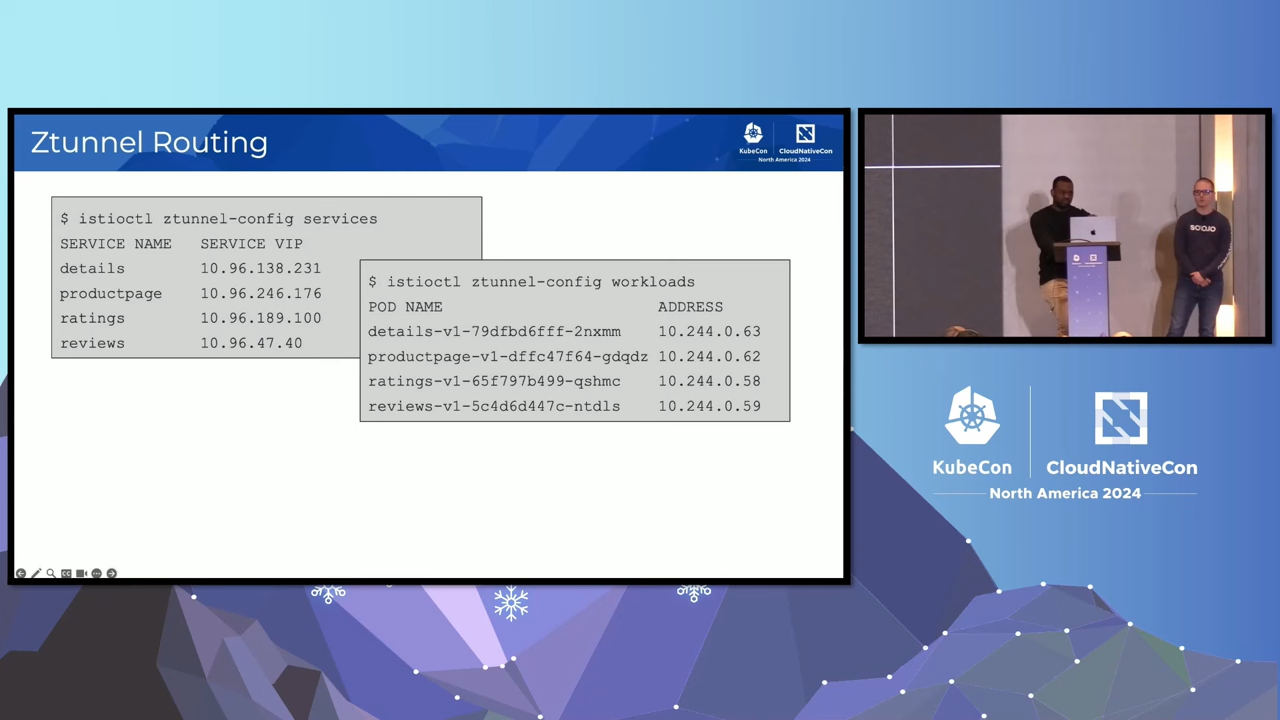 Ztunnel Routing
KubeCon
CloudNativeCon
North America 2024
$ istioctl ztunnel-config services
SERVICE NAME SERVICE VIP
details 10.96.138.231
productpage 10.96.246.176
ratings 10.96.189.100
reviews 10.96.47.40
$ istioctl ztunnel-config workloads
POD NAME ADDRESS
details-v1-79dfbd6fff-2nxmm 10.244.0.63
productpage-v1-dffc47f64-gdqdz 10.244.0.62
ratings-v1-65f797b499-qshmc 10.244.0.58
reviews-v1-5c4d6d447c-ntdls 10.244.0.59
KubeCon
CloudNativeCon
North America 2024